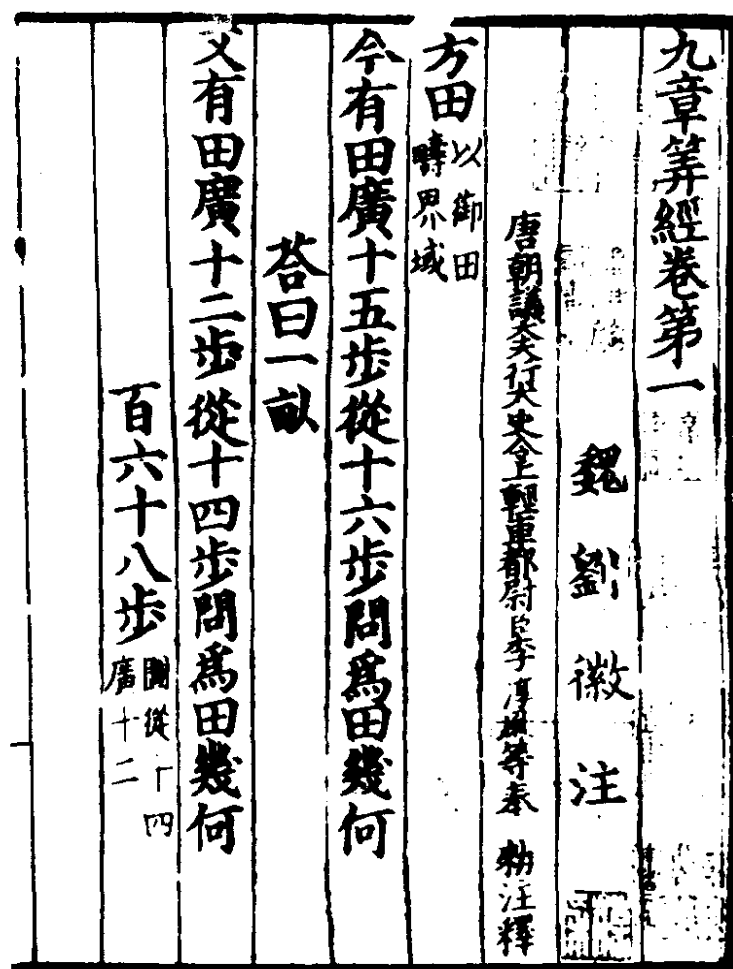 九章筭經卷第一
魏劉徽注
唐朝議大夫行太史令上輕車都尉臣李淳風等奉 勑注釋
方田 以御田疇界域
今有田廣十五步從十六步問爲田幾何
荅曰一畝
又有田廣十二步從十四步問爲田幾何
百六十八步 圖從十四廣十二